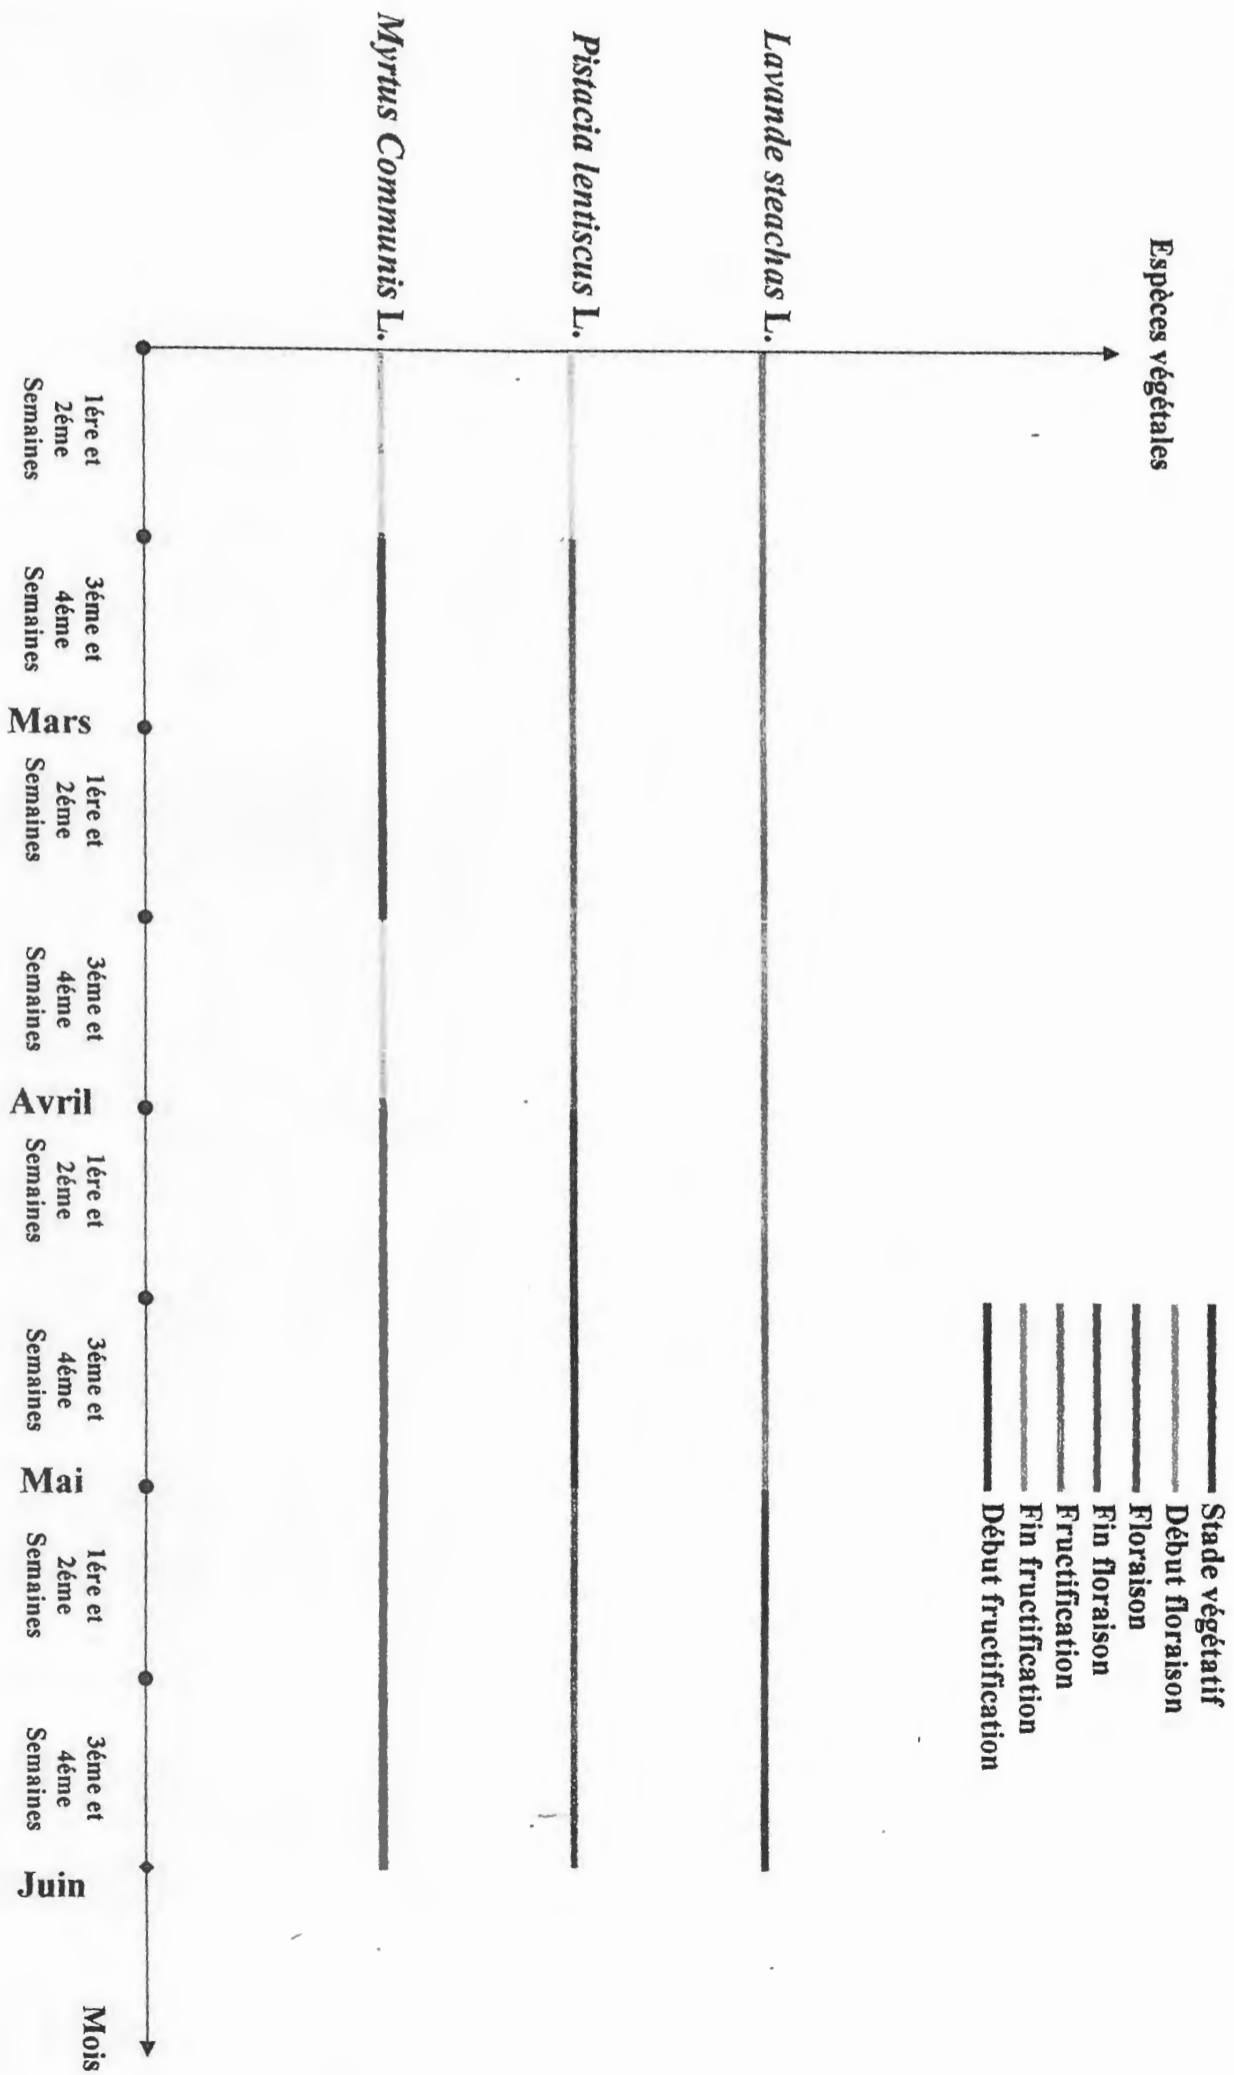 Espèces végétales
Stade végétatif
Début floraison
Floraison
Fin floraison
Fructification
Fin fructification
Début fructification
Lavande steachas L.
Pistacia lentiscus L.
Myrtus Communis L.
1ére et
2éme
Semaines
3éme et
4éme
Semaines
Mars
1ére et
2éme
Semaines
3éme et
4éme
Semaines
Avril
1ére et
2éme
Semaines
3éme et
4éme
Semaines
Mai
1ére et
2éme
Semaines
3éme et
4éme
Semaines
Juin
Mois